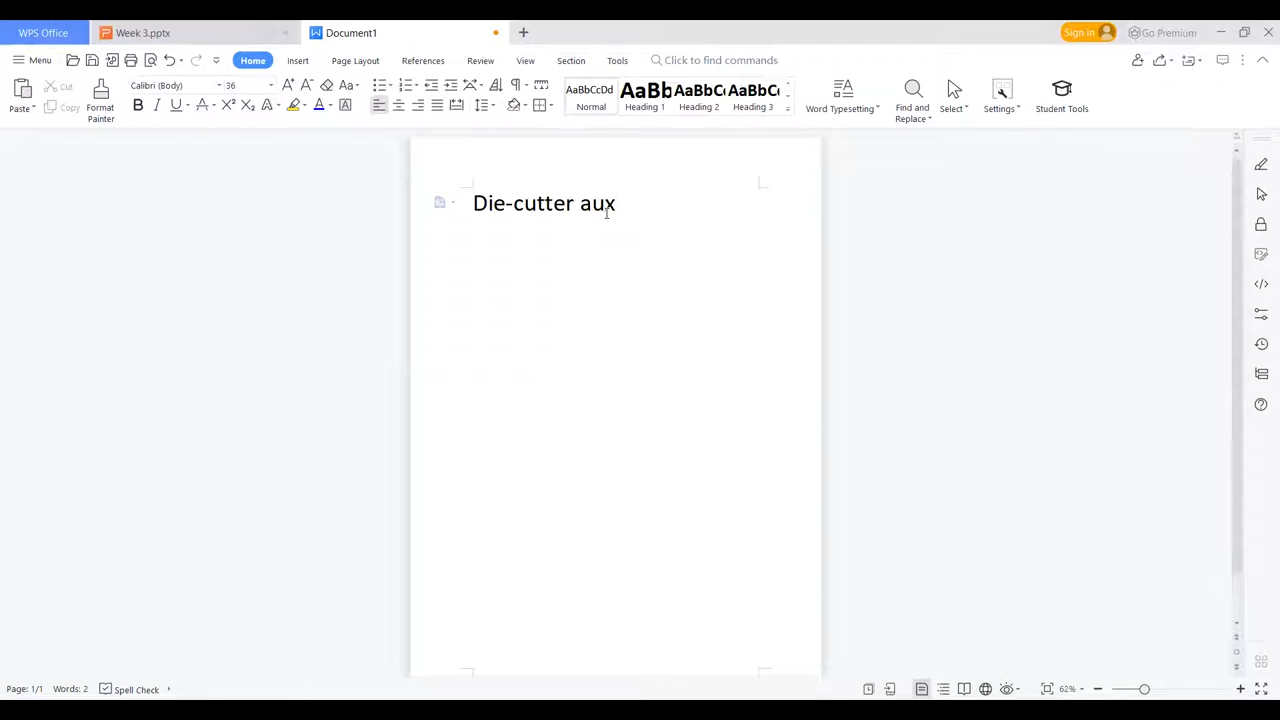 WPS Office Week 3.pptx Document1 Sign in Go Premium
Menu Home Insert Page Layout References Review View Section Tools Click to find commands
Paste Cut Copy Format Painter Calibri (Body) 36 AaBbCcDd Normal AaBb Heading 1 AaBbC Heading 2 AaBbC Heading 3 Word Typesetting Find and Replace Select Settings Student Tools
Die-cutter aux
Page: 1/1 Words: 2 Spell Check 62%